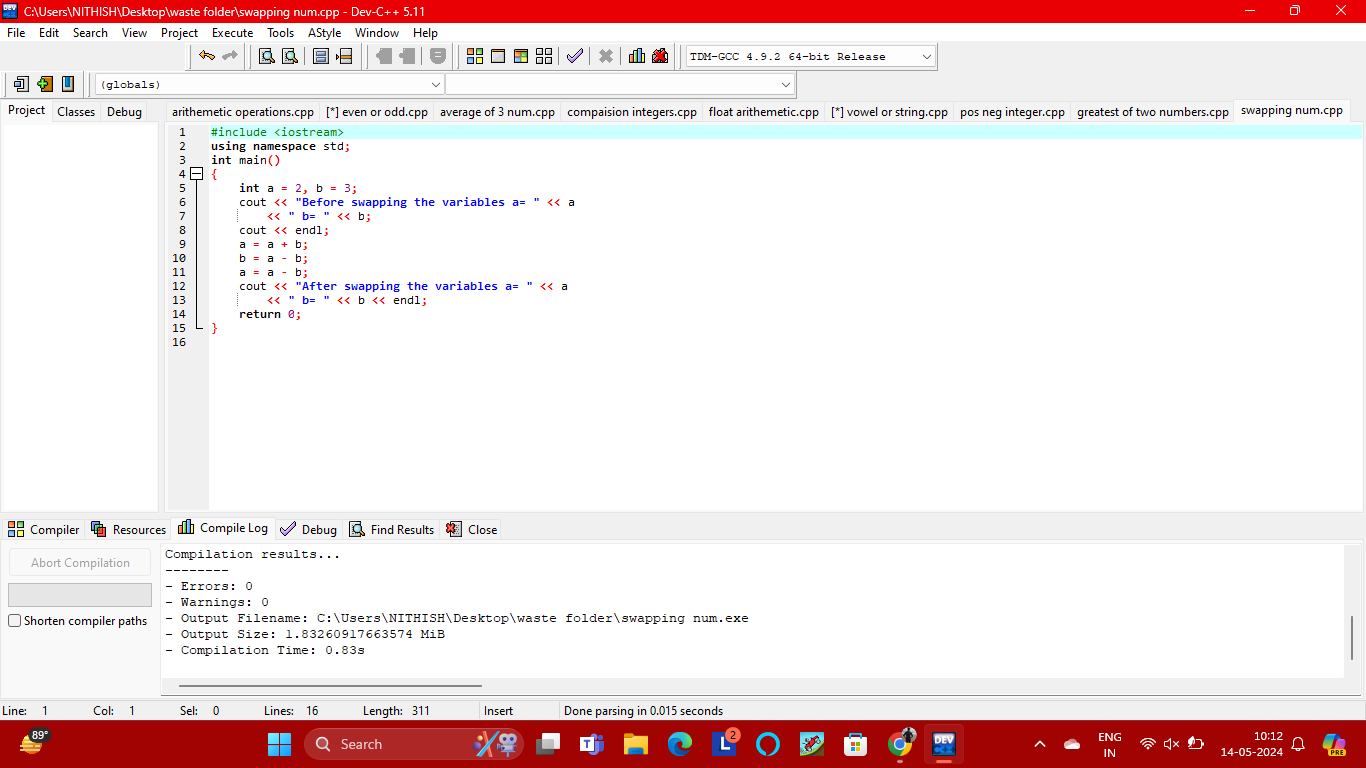 C:\Users\NITHISH\Desktop\waste folder\swapping num.cpp - Dev-C++ 5.11
File Edit Search View Project Execute Tools AStyle Window Help
TDM-GCC 4.9.2 64-bit Release
(globals)
Project Classes Debug
arithemetic operations.cpp [*] even or odd.cpp average of 3 num.cpp compaision integers.cpp float arithemetic.cpp [*] vowel or string.cpp pos neg integer.cpp greatest of two numbers.cpp swapping num.cpp
1 #include <iostream>
2 using namespace std;
3 int main()
4 {
5 int a = 2, b = 3;
6 cout << "Before swapping the variables a= " << a
7 << " b= " << b;
8 cout << endl;
9 a = a + b;
10 b = a - b;
11 a = a - b;
12 cout << "After swapping the variables a= " << a
13 << " b= " << b << endl;
14 return 0;
15 }
16
Compiler Resources Compile Log Debug Find Results Close
Abort Compilation
Shorten compiler paths
Compilation results...
--------
- Errors: 0
- Warnings: 0
- Output Filename: C:\Users\NITHISH\Desktop\waste folder\swapping num.exe
- Output Size: 1.83260917663574 MiB
- Compilation Time: 0.83s
Line: 1 Col: 1 Sel: 0 Lines: 16 Length: 311 Insert Done parsing in 0.015 seconds
89°
Search
L
2
DEV
ENG
IN
10:12
14-05-2024
PRE